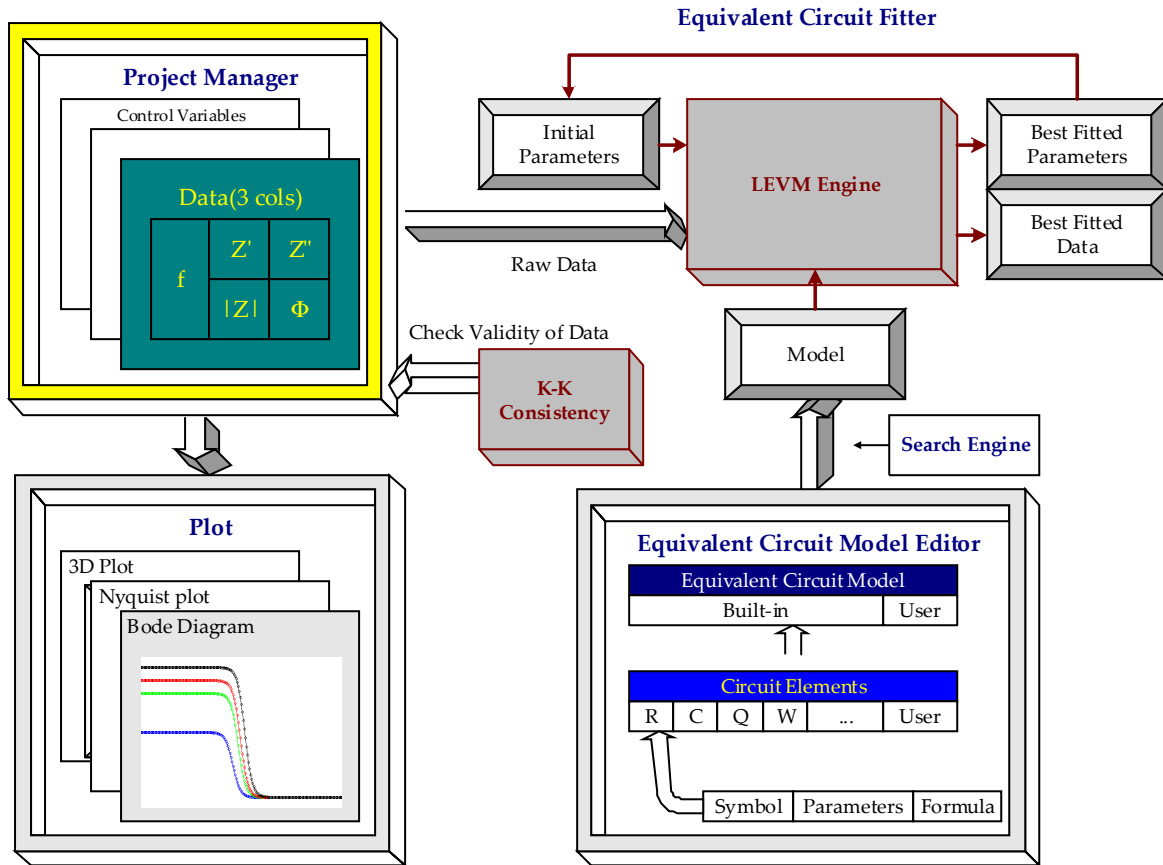 Equivalent Circuit Fitter
Project Manager
Control Variables
Data(3 cols)
f
Z'
Z"
|Z|
Φ
Initial
Parameters
LEVM Engine
Best Fitted
Parameters
Best Fitted
Data
Raw Data
Check Validity of Data
K-K
Consistency
Model
Search Engine
Plot
3D Plot
Nyquist plot
Bode Diagram
Equivalent Circuit Model Editor
Equivalent Circuit Model
Built-in
User
Circuit Elements
R
C
Q
W
...
User
Symbol
Parameters
Formula